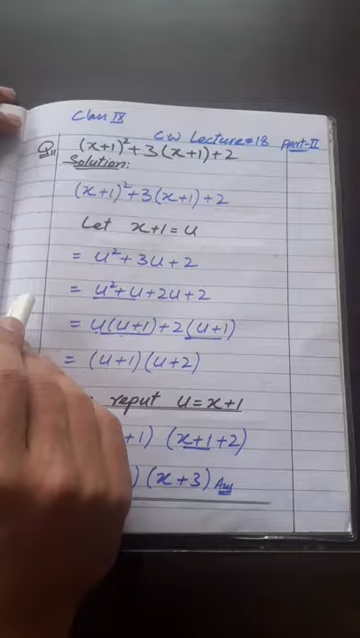 Class IX
CW Lecture#18 Part-II
Q11 (x+1)² + 3(x+1) + 2
Solution:
(x+1)² + 3(x+1) + 2
Let x+1 = u
= u² + 3u + 2
= u² + u + 2u + 2
= u(u+1) + 2(u+1)
= (u+1)(u+2)
reput u = x+1
+1) (x+1+2)
) (x+3) Ans